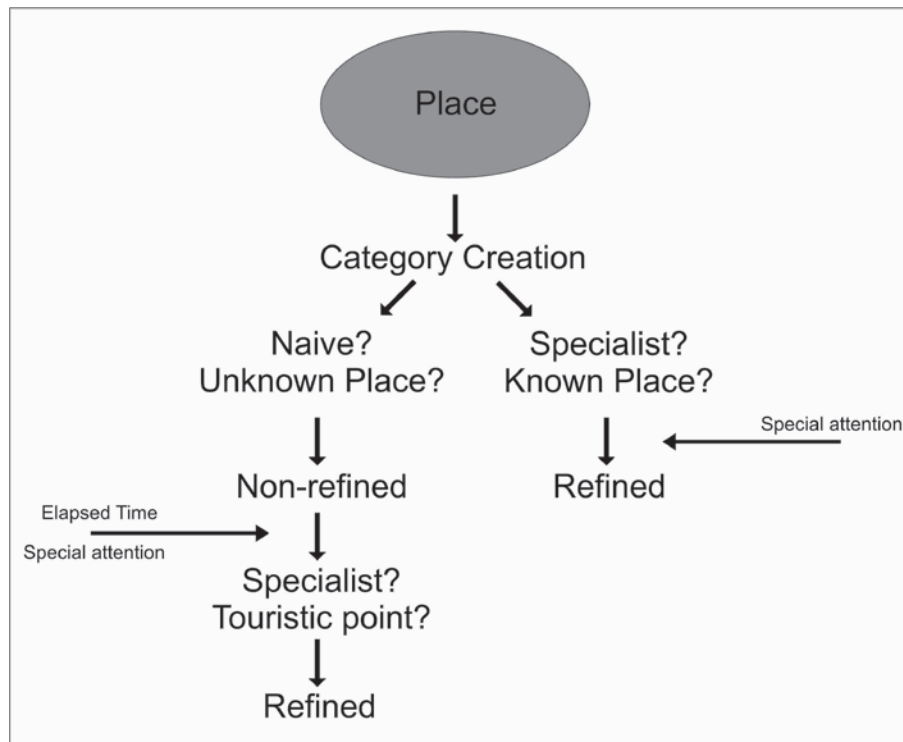 Place
Category Creation
Naive?
Unknown Place?
Specialist?
Known Place?
Special attention
Non-refined
Refined
Elapsed Time
Special attention
Specialist?
Touristic point?
Refined